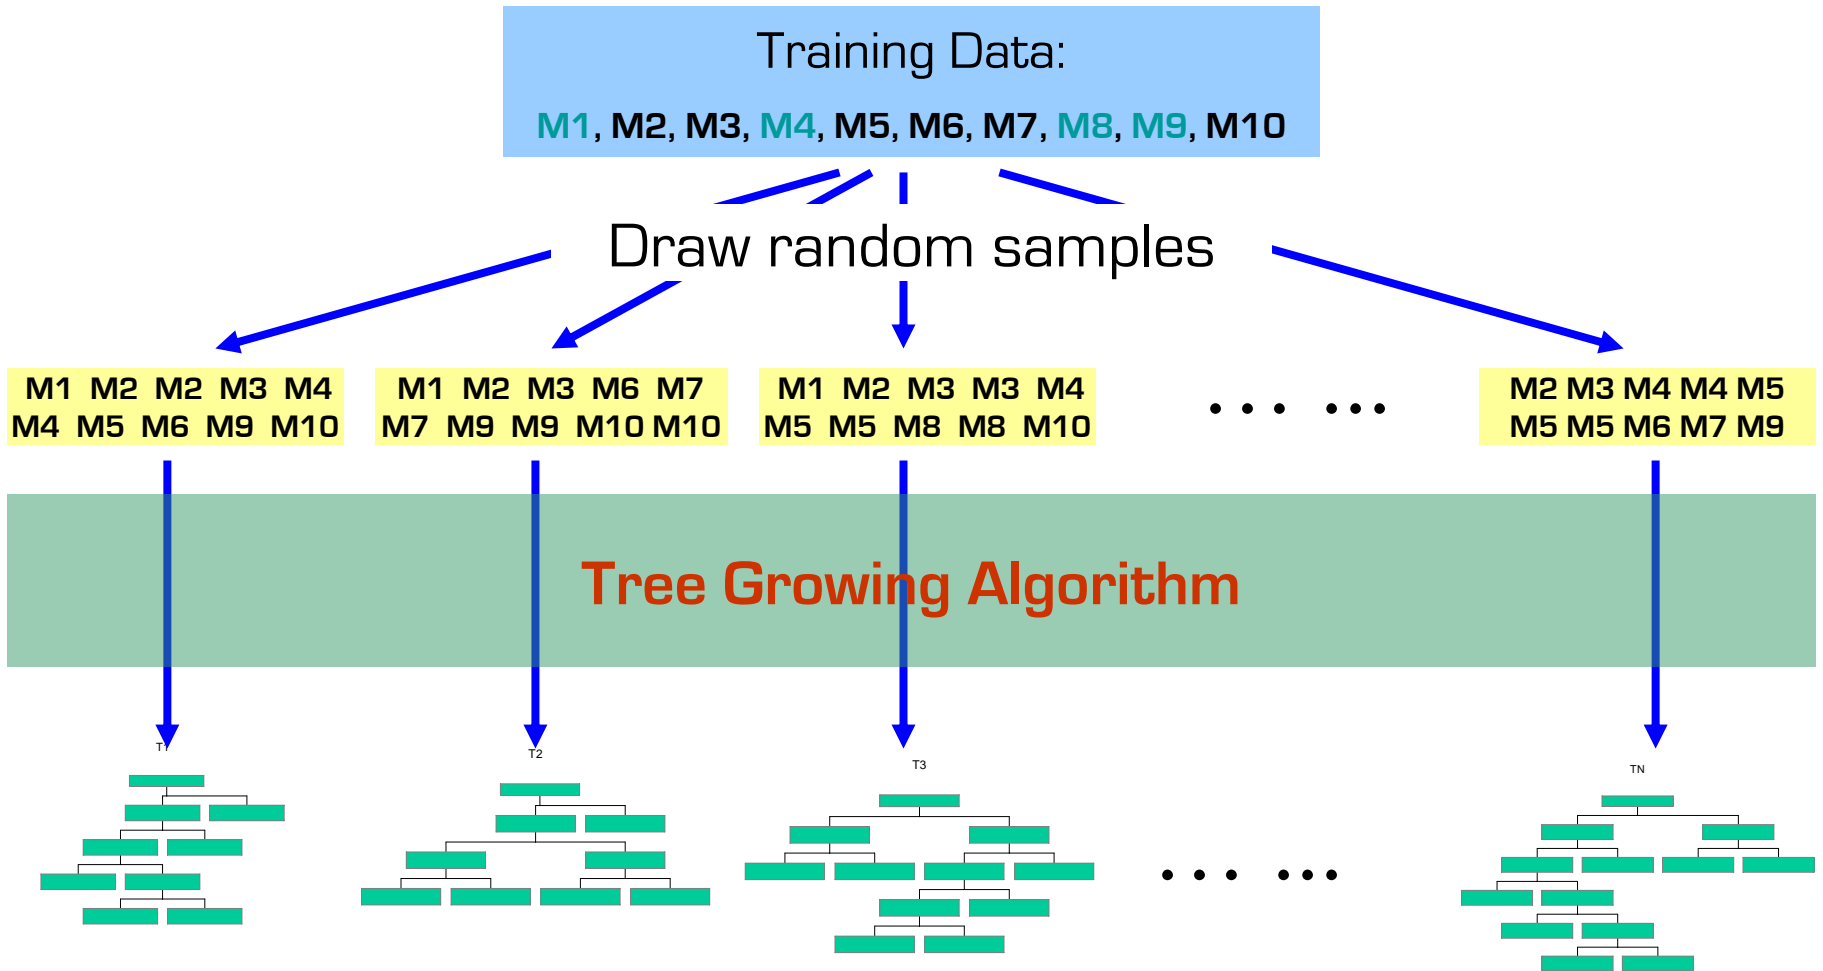 Training Data:
M1, M2, M3, M4, M5, M6, M7, M8, M9, M10
Draw random samples
M1 M2 M2 M3 M4
M4 M5 M6 M9 M10
M1 M2 M3 M6 M7
M7 M9 M9 M10 M10
M1 M2 M3 M3 M4
M5 M5 M8 M8 M10
M2 M3 M4 M4 M5
M5 M5 M6 M7 M9
Tree Growing Algorithm
T1
T2
T3
TN